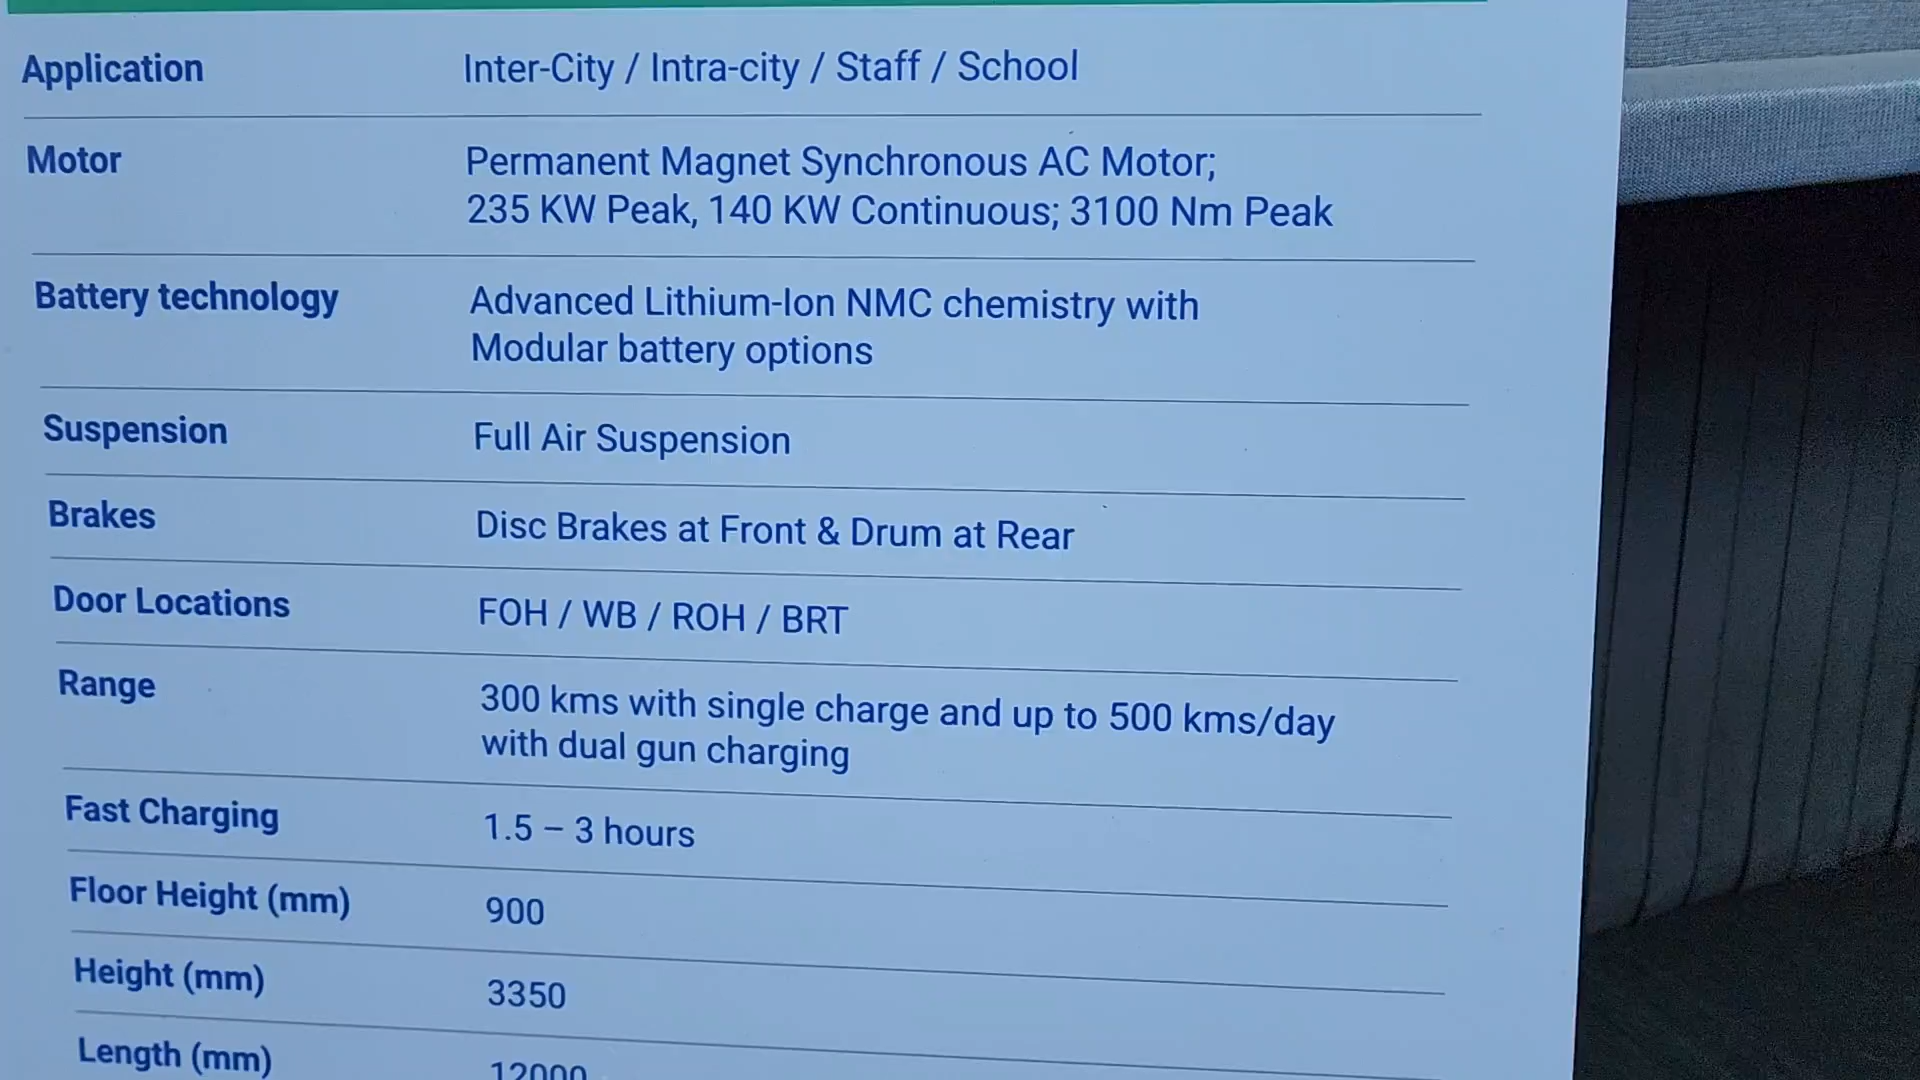 Application Inter-City / Intra-city / Staff / School
Motor Permanent Magnet Synchronous AC Motor;
235 KW Peak, 140 KW Continuous; 3100 Nm Peak
Battery technology Advanced Lithium-Ion NMC chemistry with
Modular battery options
Suspension Full Air Suspension
Brakes Disc Brakes at Front & Drum at Rear
Door Locations FOH / WB / ROH / BRT
Range 300 kms with single charge and up to 500 kms/day
with dual gun charging
Fast Charging 1.5 – 3 hours
Floor Height (mm) 900
Height (mm) 3350
Length (mm) 12000